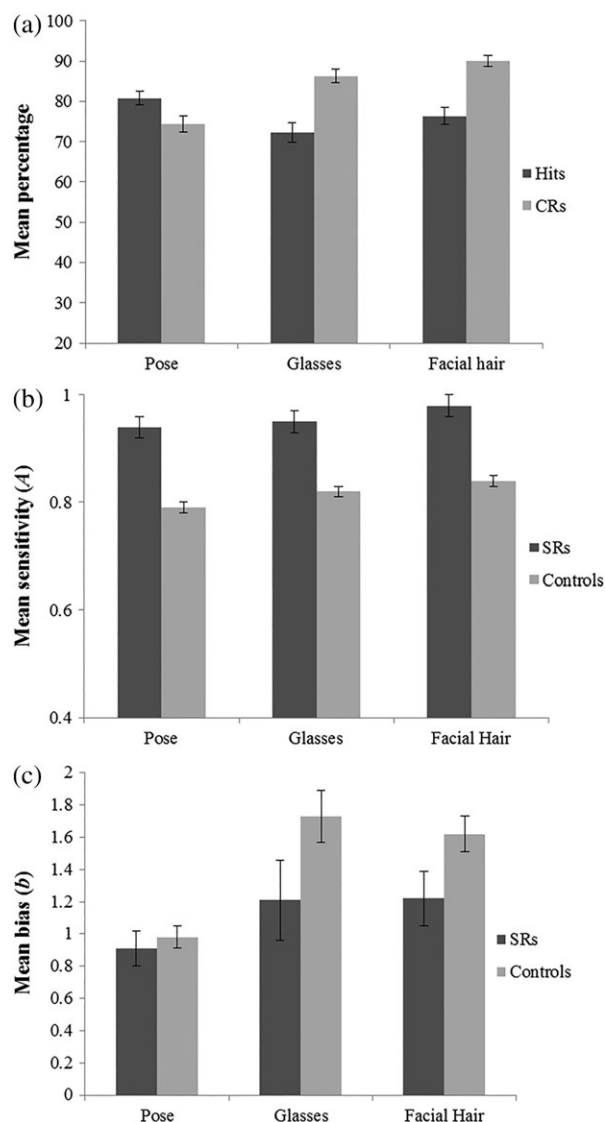 (a)
Mean percentage
100
90
80
70
60
50
40
30
20
Pose Glasses Facial hair
Hits
CRs
(b)
Mean sensitivity (A)
1
0.8
0.6
0.4
Pose Glasses Facial Hair
SRs
Controls
(c)
Mean bias (b)
2
1.8
1.6
1.4
1.2
1
0.8
0.6
0.4
0.2
0
Pose Glasses Facial Hair
SRs
Controls